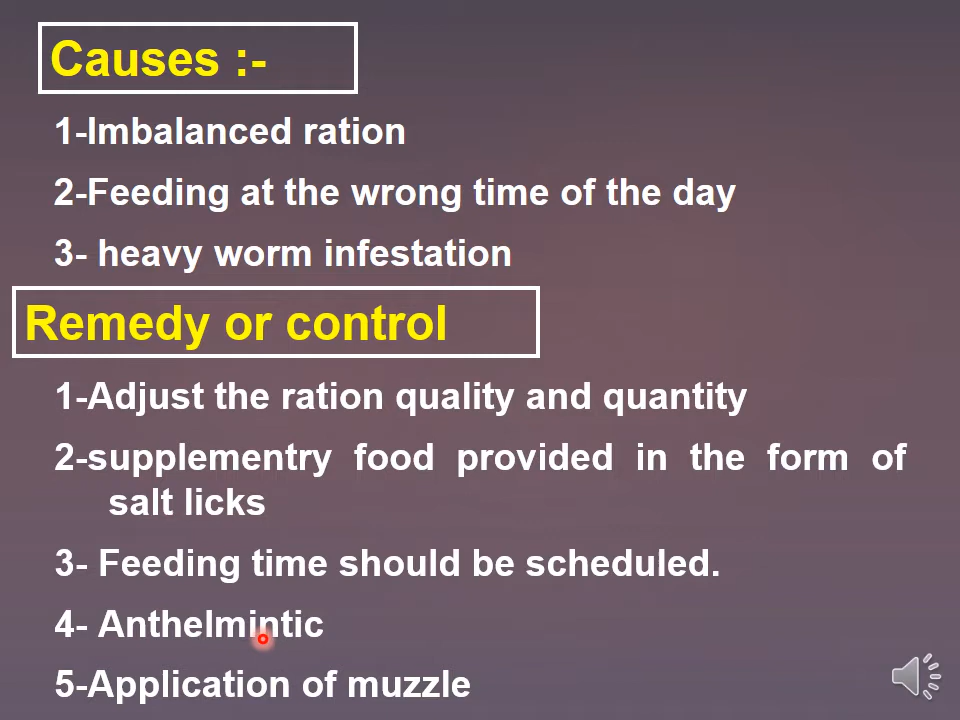 Causes :-
1-Imbalanced ration
2-Feeding at the wrong time of the day
3- heavy worm infestation
Remedy or control
1-Adjust the ration quality and quantity
2-supplementry food provided in the form of
salt licks
3- Feeding time should be scheduled.
4- Anthelmintic
5-Application of muzzle